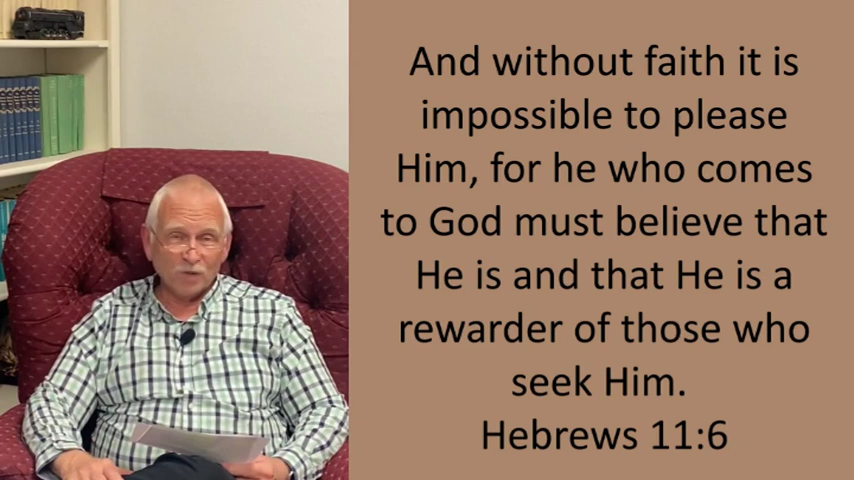 And without faith it is
impossible to please
Him, for he who comes
to God must believe that
He is and that He is a
rewarder of those who
seek Him.
Hebrews 11:6